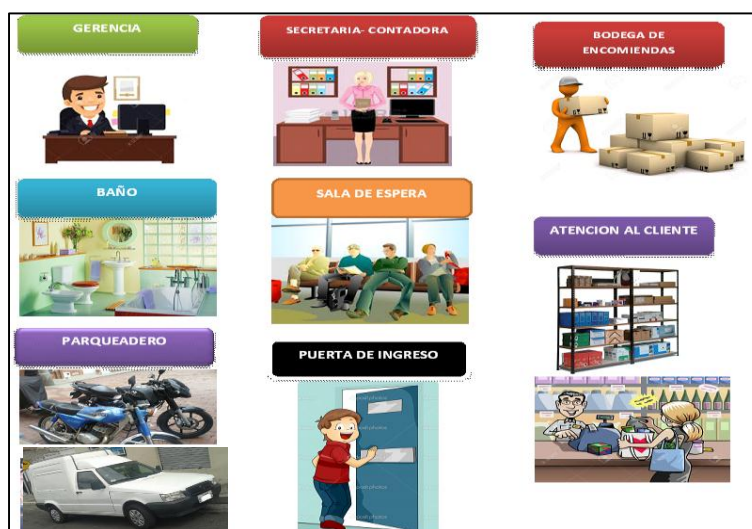 GERENCIA
SECRETARIA- CONTADORA
BODEGA DE
ENCOMIENDAS
BAÑO
SALA DE ESPERA
ATENCION AL CLIENTE
PARQUEADERO
PUERTA DE INGRESO